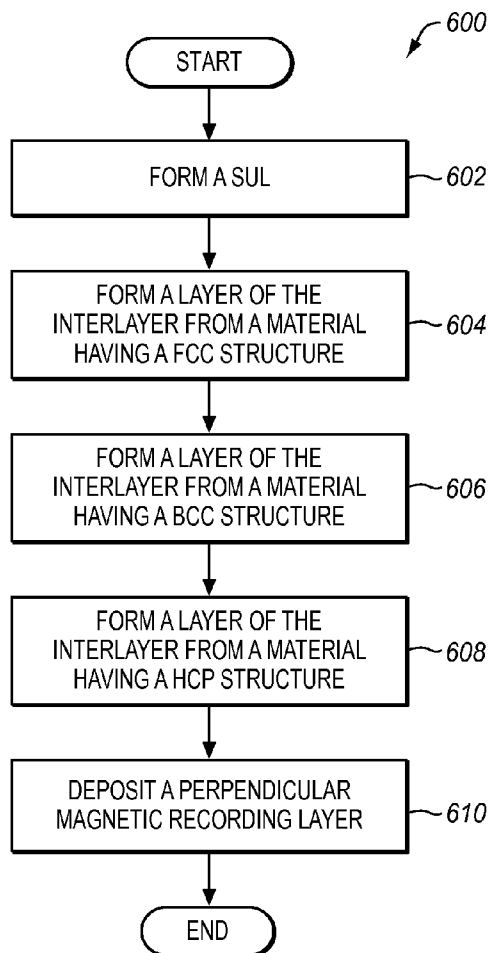 600
START
FORM A SUL
602
FORM A LAYER OF THE
INTERLAYER FROM A MATERIAL
HAVING A FCC STRUCTURE
604
FORM A LAYER OF THE
INTERLAYER FROM A MATERIAL
HAVING A BCC STRUCTURE
606
FORM A LAYER OF THE
INTERLAYER FROM A MATERIAL
HAVING A HCP STRUCTURE
608
DEPOSIT A PERPENDICULAR
MAGNETIC RECORDING LAYER
610
END